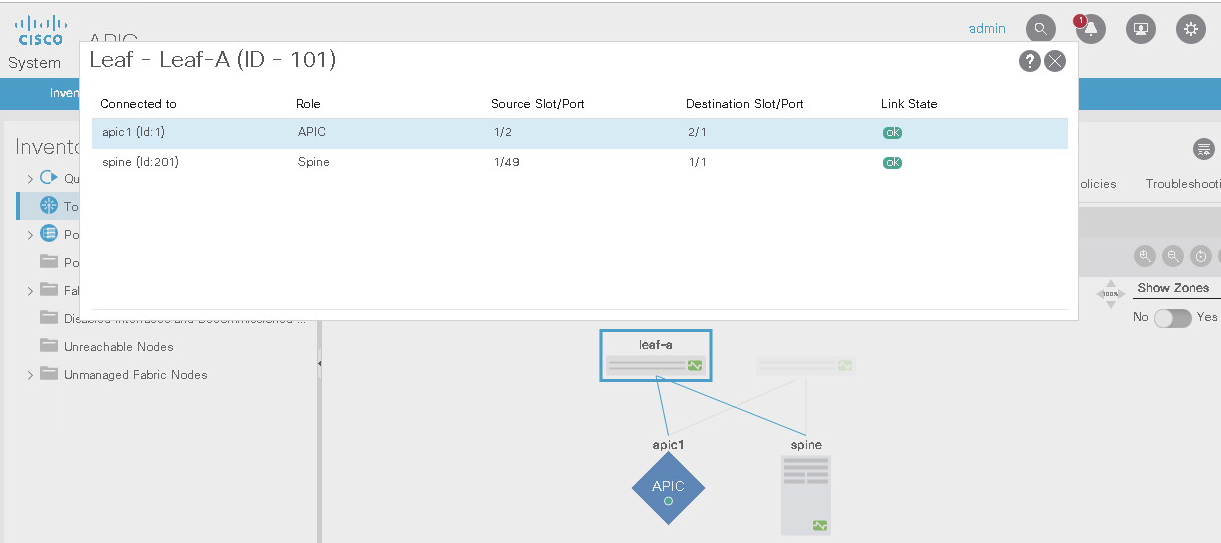 CISCO
APIC
admin
1
System
Leaf - Leaf-A (ID - 101)
?
Inven
Connected to Role Source Slot/Port Destination Slot/Port Link State
apic1 (Id:1) APIC 1/2 2/1 ok
spine (Id:201) Spine 1/49 1/1 ok
Invento
Qu
To
Po
Po
Fal
Disabled Interfaces and Decommissioned ...
Unreachable Nodes
Unmanaged Fabric Nodes
olicies Troubleshooti
100%
Show Zones
No Yes
leaf-a
apic1 spine
APIC